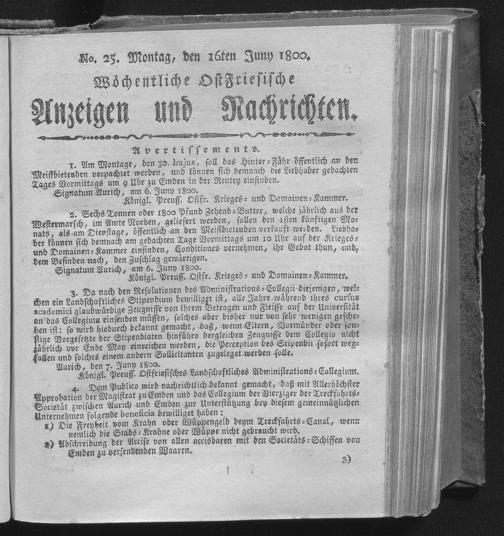 No. 25. Montag, den 16ten Juny 1800.
Wöchentliche OstFriesische
Anzeigen und Nachrichten.
Avertissements.
1. Am Montage, den 30. hujus, soll das Hinter-Fähr öffentlich an den
Meistbietenden verpachtet werden, und können sich demnach die Liebhaber gedachten
Tages Vormittags um 9 Uhr zu Emden in der Rentey einfinden.
Signatum Aurich, am 6. Juny 1800.
Königl. Preuss. Ostfr. Krieges- und Domainen-Kammer.
2. Sechs Tonnen oder 1800 Pfund Zehend-Butter, welche jährlich aus der
Westermarsch, im Amte Norden, geliefert werden, sollen den 1sten künftigen Mo-
nats, als am Dienstage, öffentlich an den Meistbietenden verkauft werden. Liebha-
ber können sich demnach am gedachten Tage Vormittags um 10 Uhr auf der Krieges-
und Domainen-Kammer einfinden, Conditiones vernehmen, ihr Gebot thun, und,
dem Befinden nach, den Zuschlag gewärtigen.
Signatum Aurich, am 6. Juny 1800.
Königl. Preuss. Ostfr. Krieges- und Domainen-Kammer.
3. Da nach den Resolutionen des Administrations-Collegii diejenigen, wel-
chen ein Landschaftliches Stipendium bewilliget ist, alle Jahre während ihres cursus
academici glaubwürdige Zeugnisse von ihrem Betragen und Fleisse auf der Universität
an das Collegium einsenden müssen, solches aber bisher nur von sehr wenigen gesche-
hen ist: so wird hiedurch bekannt gemacht, daß, wenn Eltern, Vormünder oder son-
stige Vorgesetzte der Stipendiaten hinführo dergleichen Zeugnisse dem Collegio nicht
jährlich vor Ende May einreichen werden, die Perception des Stipendii sofort weg-
fallen und solches einem andern Sollicitanten zugeleget werden solle.
Aurich, den 7. Juny 1800.
Königl. Preuss. Ostfriesisches Landschaftliches Administrations-Collegium.
4. Dem Publico wird nachrichtlich bekannt gemacht, daß mit Allerhöchster
Approbation der Magistrat zu Emden und das Collegium der Vierziger der Treckfahrts-
Societät zwischen Aurich und Emden zur Unterstützung bey diesem gemeinnützlichen
Unternehmen folgende beneficia bewilliget haben:
1) Die Freyheit vom Krahn oder Wüppengeld beym Treckfahrts-Canal, wenn
nemlich die Stadts-Krahne oder Wüppe nicht gebraucht wird.
2) Abschreibung der Accise von allen accisbaren mit den Societäts-Schiffen von
Emden zu versendenden Waaren.
3)